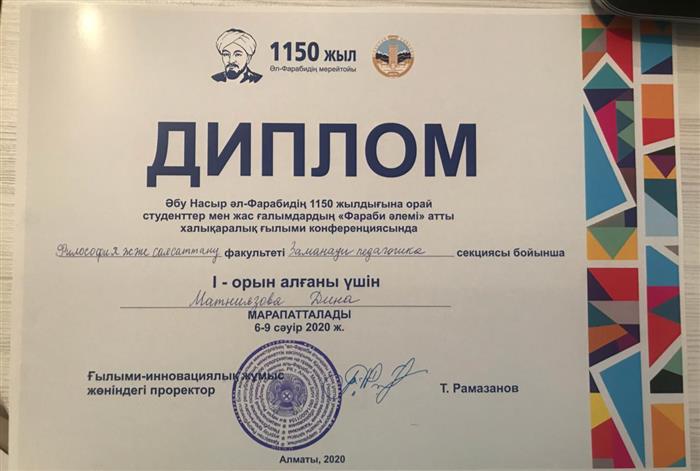 1150 жыл
Әл-Фарабидің мерейтойы
ДИПЛОМ
Әбу Насыр әл-Фарабидің 1150 жылдығына орай
студенттер мен жас ғалымдардың «Фараби әлемі» атты
халықаралық ғылыми конференциясында
Философия және саясаттану факультеті Заманауи педагогика секциясы бойынша
I - орын алғаны үшін
Матниязова Дина
МАРАПАТТАЛАДЫ
6-9 сәуір 2020 ж.
Ғылыми-инновациялық жұмыс
жөніндегі проректор
Т. Рамазанов
Алматы, 2020